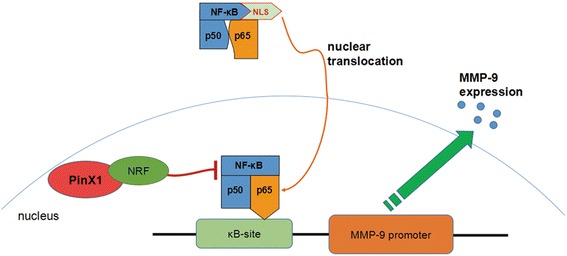 NF-κB
NLS
p50
p65
nuclear
translocation
MMP-9
expression
PinX1
NRF
NF-κB
p50
p65
nucleus
κB-site
MMP-9 promoter